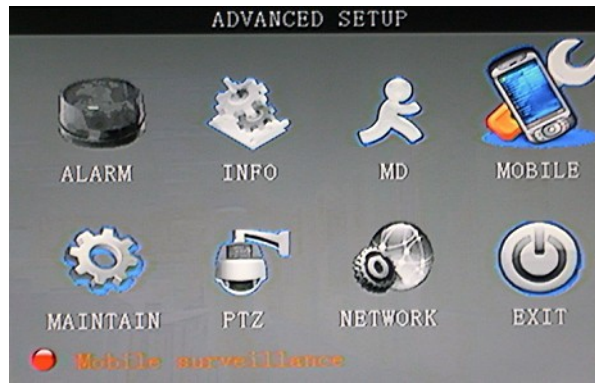 ADVANCED SETUP
ALARM INFO MD MOBILE
MAINTAIN PTZ NETWORK EXIT
Mobile surveillance